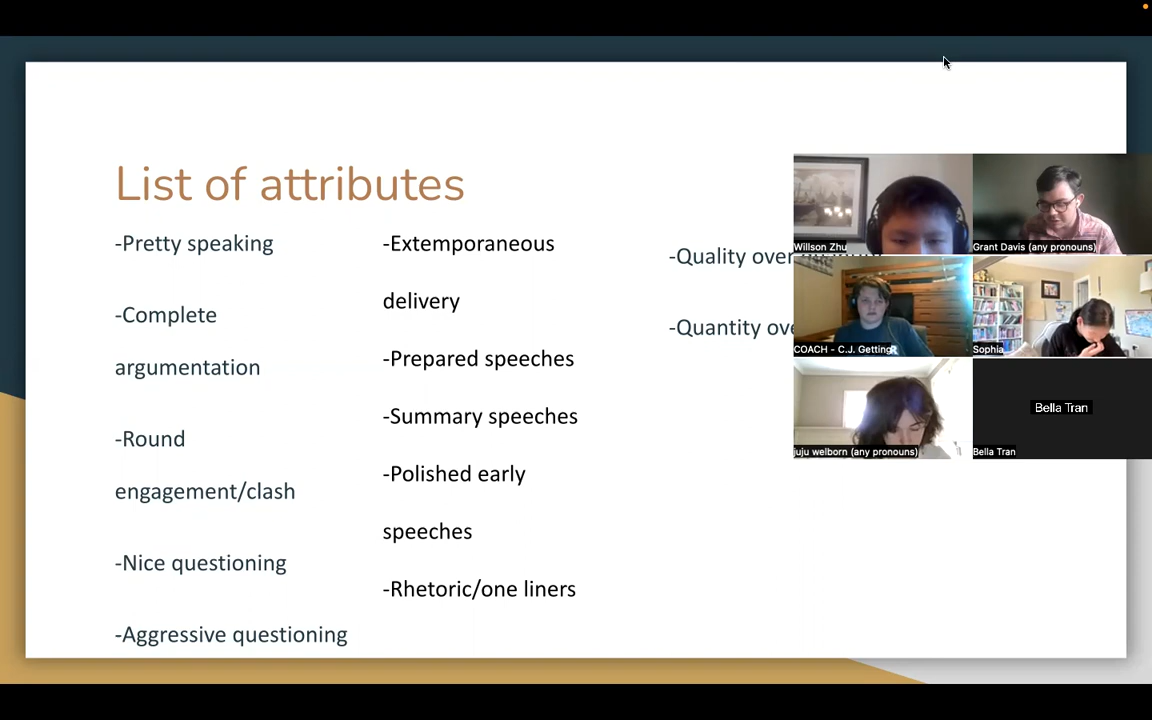 List of attributes
-Pretty speaking
-Complete
argumentation
-Round
engagement/clash
-Nice questioning
-Aggressive questioning
-Extemporaneous
delivery
-Prepared speeches
-Summary speeches
-Polished early
speeches
-Rhetoric/one liners
-Quality over
-Quantity
Willson Zhu
Grant Davis (any pronouns)
COACH - C.J. Getting
Sophia
juju welborn (any pronouns)
Bella Tran
Bella Tran